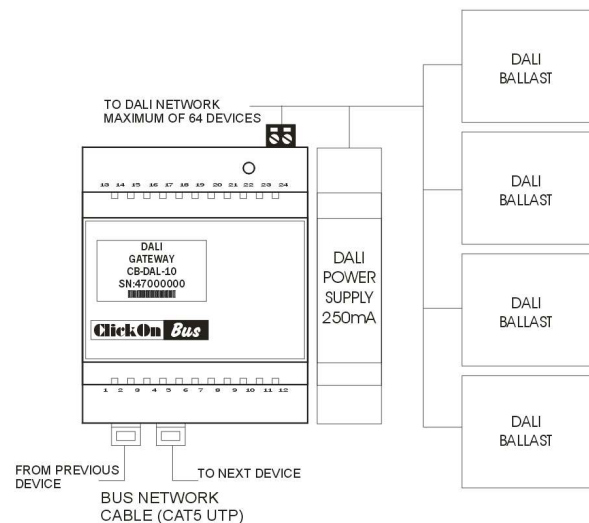 TO DALI NETWORK
MAXIMUM OF 64 DEVICES
13 14 15 16 17 18 19 20 21 22 23 24
DALI
GATEWAY
CB-DAL-10
SN:47000000
ClickOn Bus
1 2 3 4 5 6 7 8 9 10 11 12
FROM PREVIOUS
DEVICE
TO NEXT DEVICE
BUS NETWORK
CABLE (CAT5 UTP)
DALI
POWER
SUPPLY
250mA
DALI
BALLAST
DALI
BALLAST
DALI
BALLAST
DALI
BALLAST